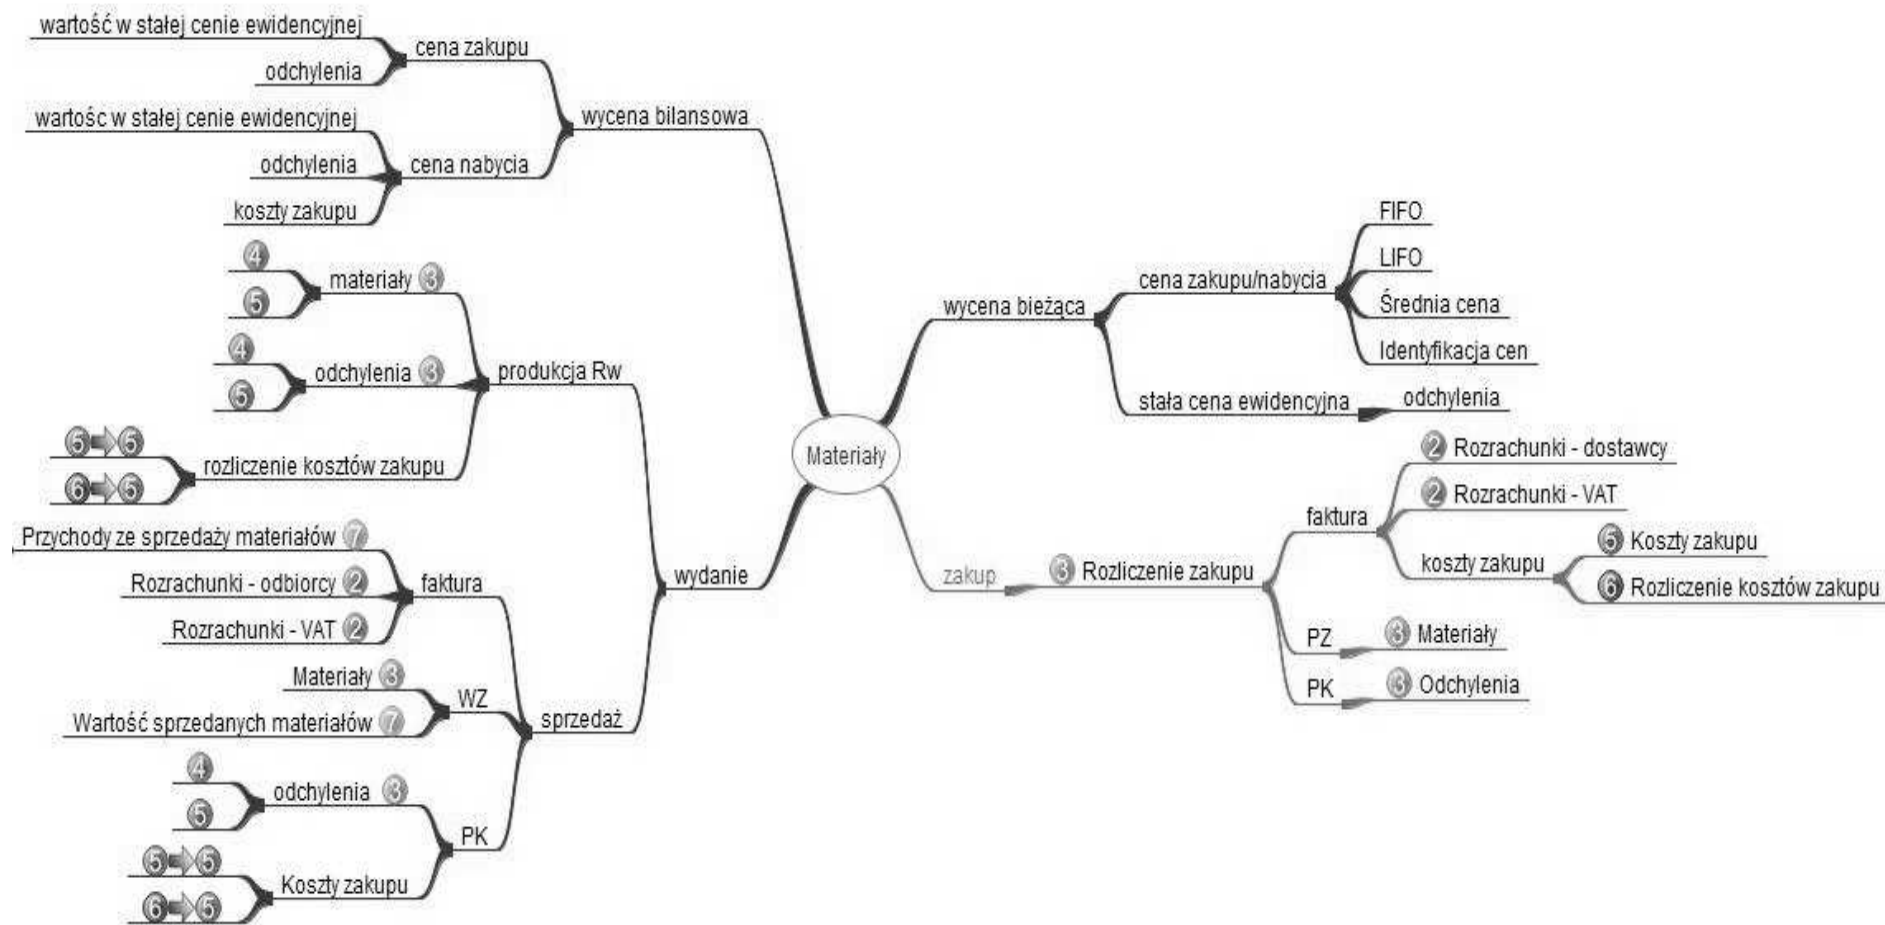 wartość w stałej cenie ewidencyjnej
odchylenia
cena zakupu
wartośc w stałej cenie ewidencyjnej
odchylenia
koszty zakupu
cena nabycia
wycena bilansowa
4
5
materiały 3
4
5
odchylenia 3
5 5
6 5
rozliczenie kosztów zakupu
produkcja Rw
Przychody ze sprzedaży materiałów 7
Rozrachunki - odbiorcy 2
Rozrachunki - VAT 2
faktura
Materiały 3
Wartość sprzedanych materiałów 7
WZ
4
5
odchylenia 3
5 5
6 5
Koszty zakupu
PK
sprzedaż
wydanie
Materiały
wycena bieżąca
cena zakupu/nabycia
FIFO
LIFO
Średnia cena
Identyfikacja cen
stała cena ewidencyjna
odchylenia
zakup
3 Rozliczenie zakupu
faktura
2 Rozrachunki - dostawcy
2 Rozrachunki - VAT
koszty zakupu
5 Koszty zakupu
6 Rozliczenie kosztów zakupu
PZ
3 Materiały
PK
3 Odchylenia